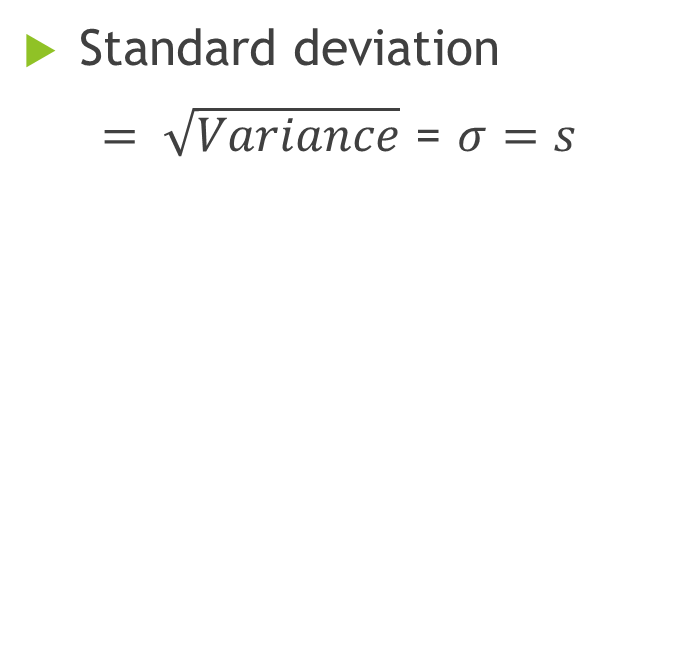 Standard deviation
= √Variance = σ = s